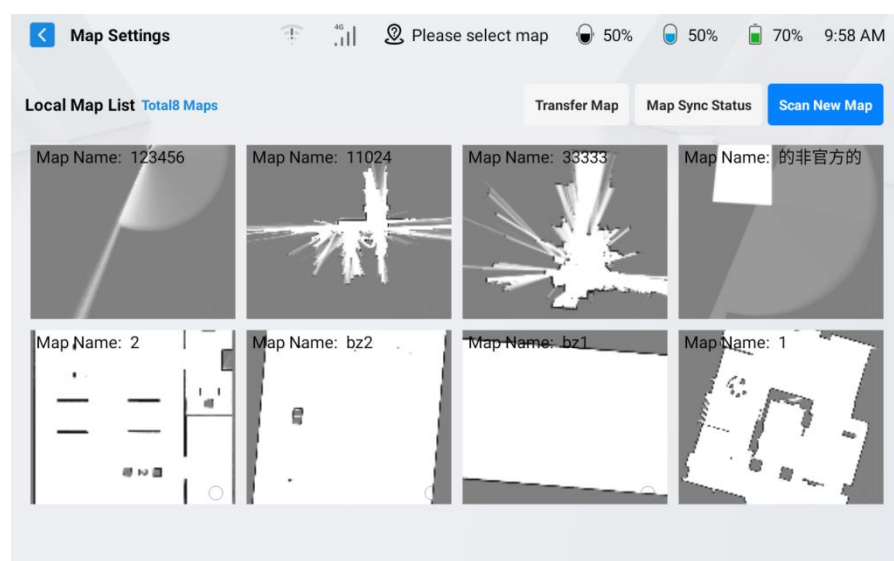 Map Settings
4G
Please select map
50%
50%
70%
9:58 AM
Local Map List Total8 Maps
Transfer Map
Map Sync Status
Scan New Map
Map Name: 123456
Map Name: 11024
Map Name: 33333
Map Name: 的非官方的
Map Name: 2
Map Name: bz2
Map Name: bz1
Map Name: 1